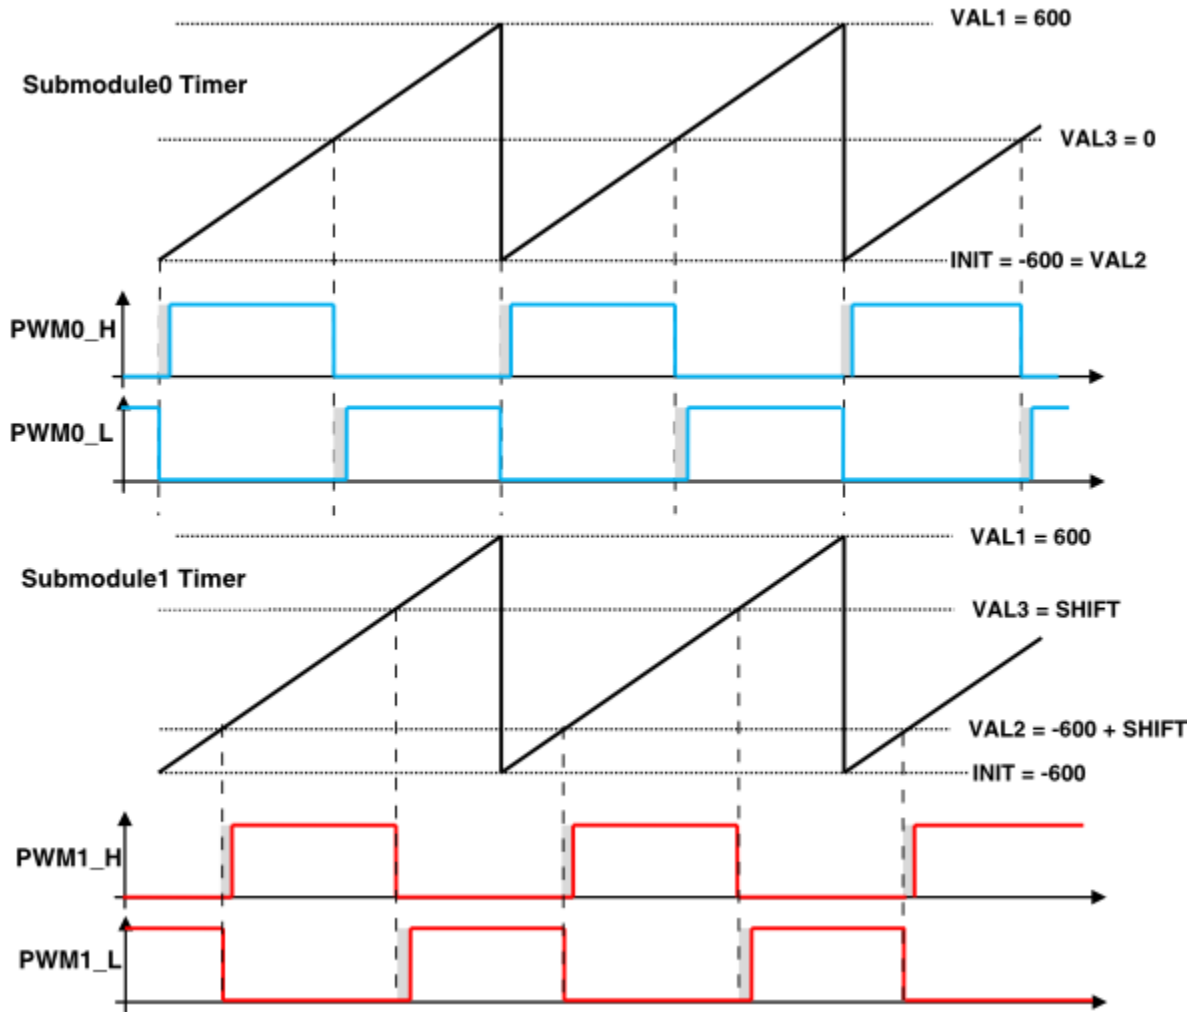 VAL1 = 600
Submodule0 Timer
VAL3 = 0
INIT = -600 = VAL2
PWM0_H
PWM0_L
VAL1 = 600
Submodule1 Timer
VAL3 = SHIFT
VAL2 = -600 + SHIFT
INIT = -600
PWM1_H
PWM1_L